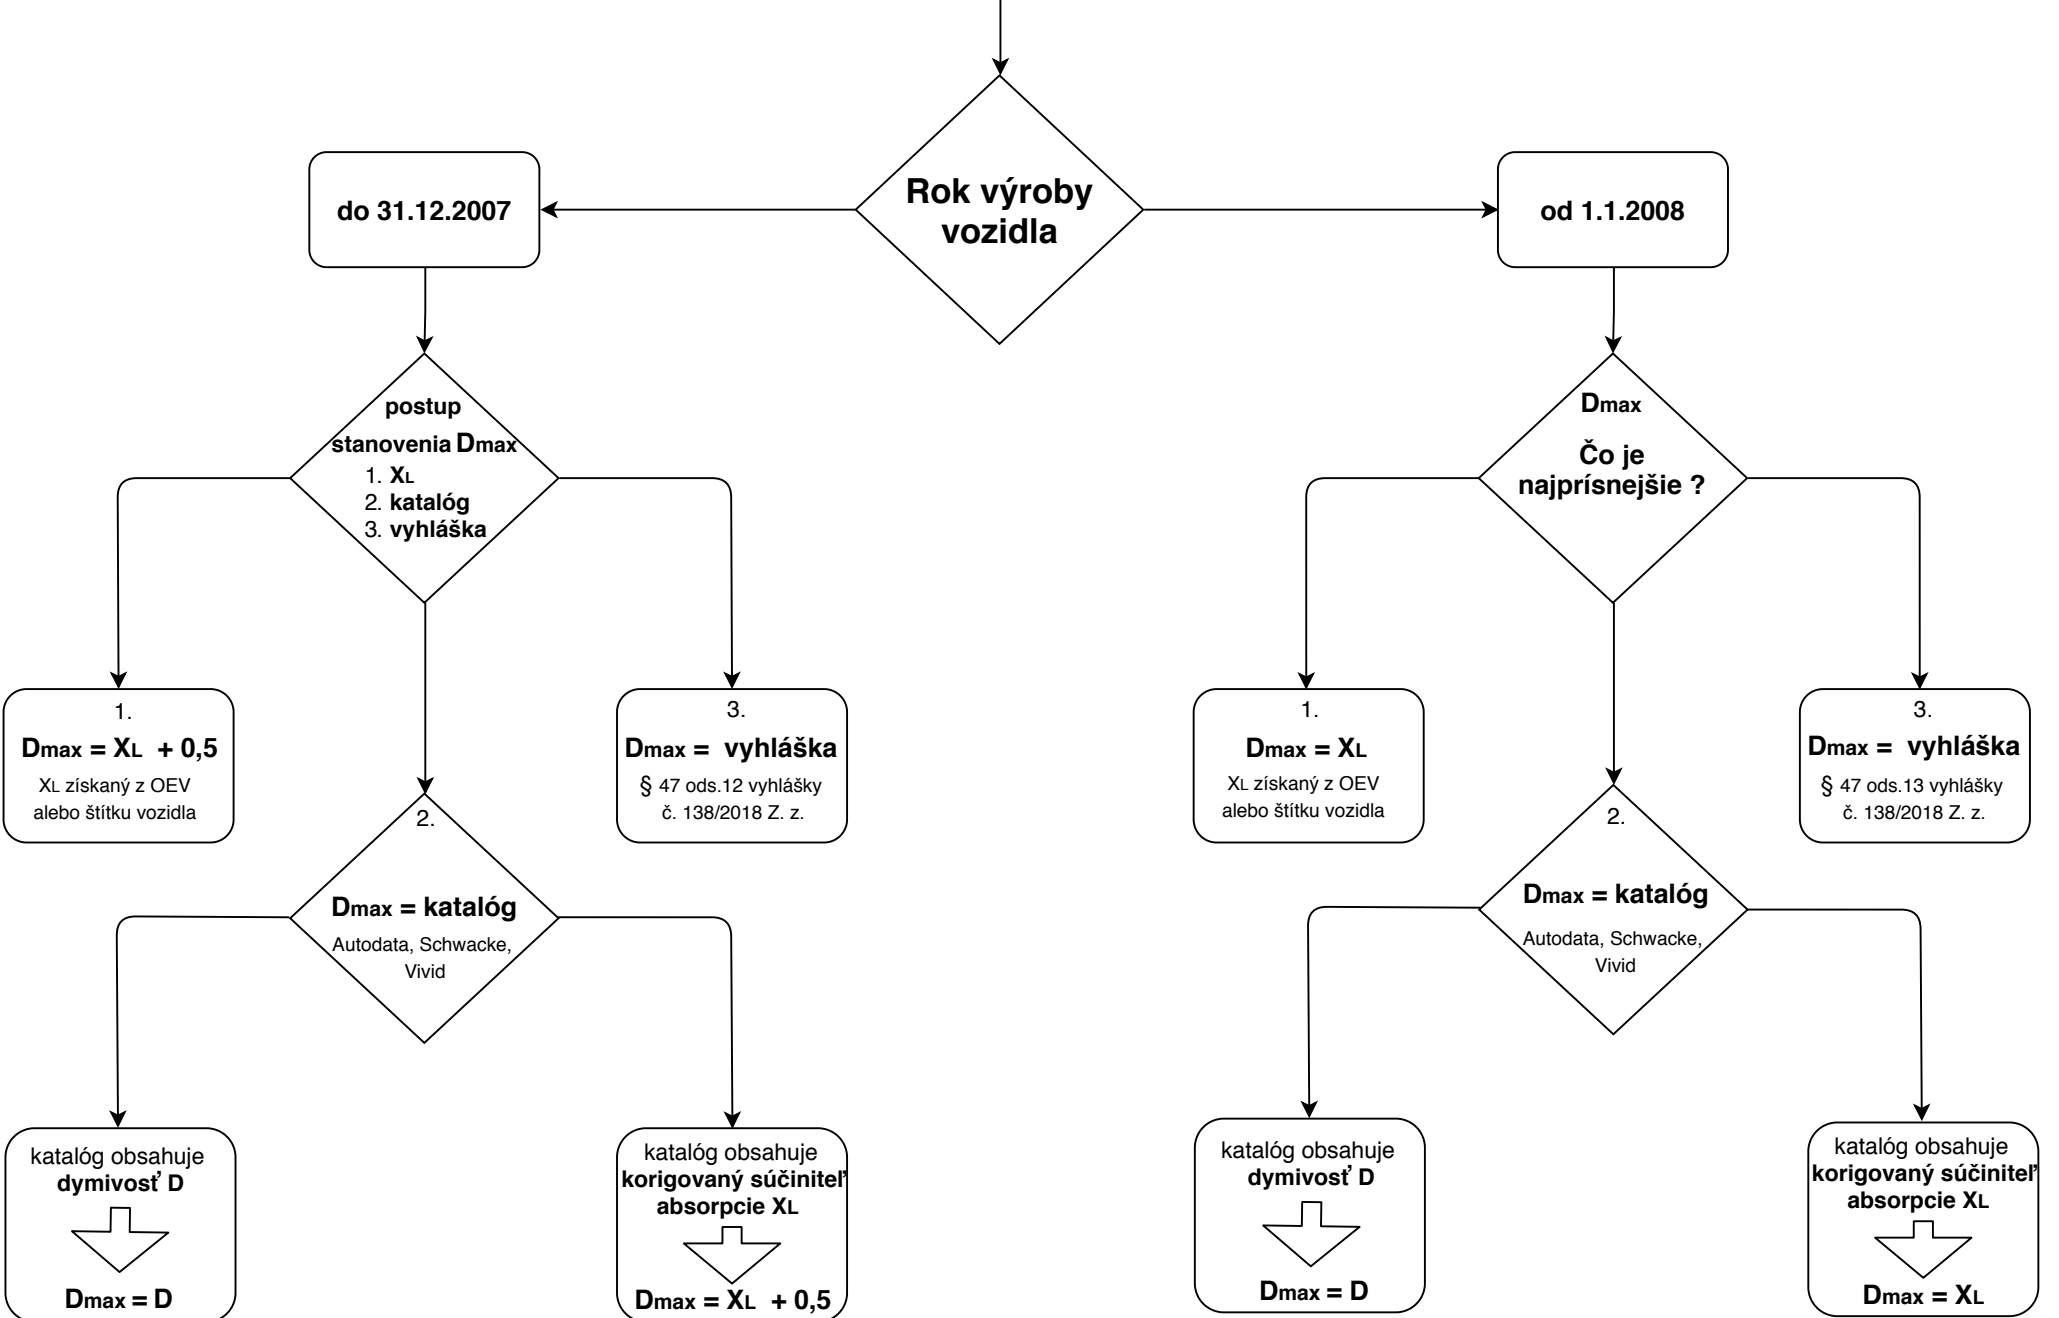 Rok výroby
vozidla
do 31.12.2007
od 1.1.2008
postup
stanovenia Dmax
1. XL
2. katalóg
3. vyhláška
Dmax
Čo je
najprísnejšie ?
1.
Dmax = XL + 0,5
XL získaný z OEV
alebo štítku vozidla
3.
Dmax = vyhláška
§ 47 ods.12 vyhlášky
č. 138/2018 Z. z.
1.
Dmax = XL
XL získaný z OEV
alebo štítku vozidla
3.
Dmax = vyhláška
§ 47 ods.13 vyhlášky
č. 138/2018 Z. z.
2.
Dmax = katalóg
Autodata, Schwacke,
Vivid
2.
Dmax = katalóg
Autodata, Schwacke,
Vivid
katalóg obsahuje
dymivosť D
Dmax = D
katalóg obsahuje
korigovaný súčiniteľ
absorpcie XL
Dmax = XL + 0,5
katalóg obsahuje
dymivosť D
Dmax = D
katalóg obsahuje
korigovaný súčiniteľ
absorpcie XL
Dmax = XL